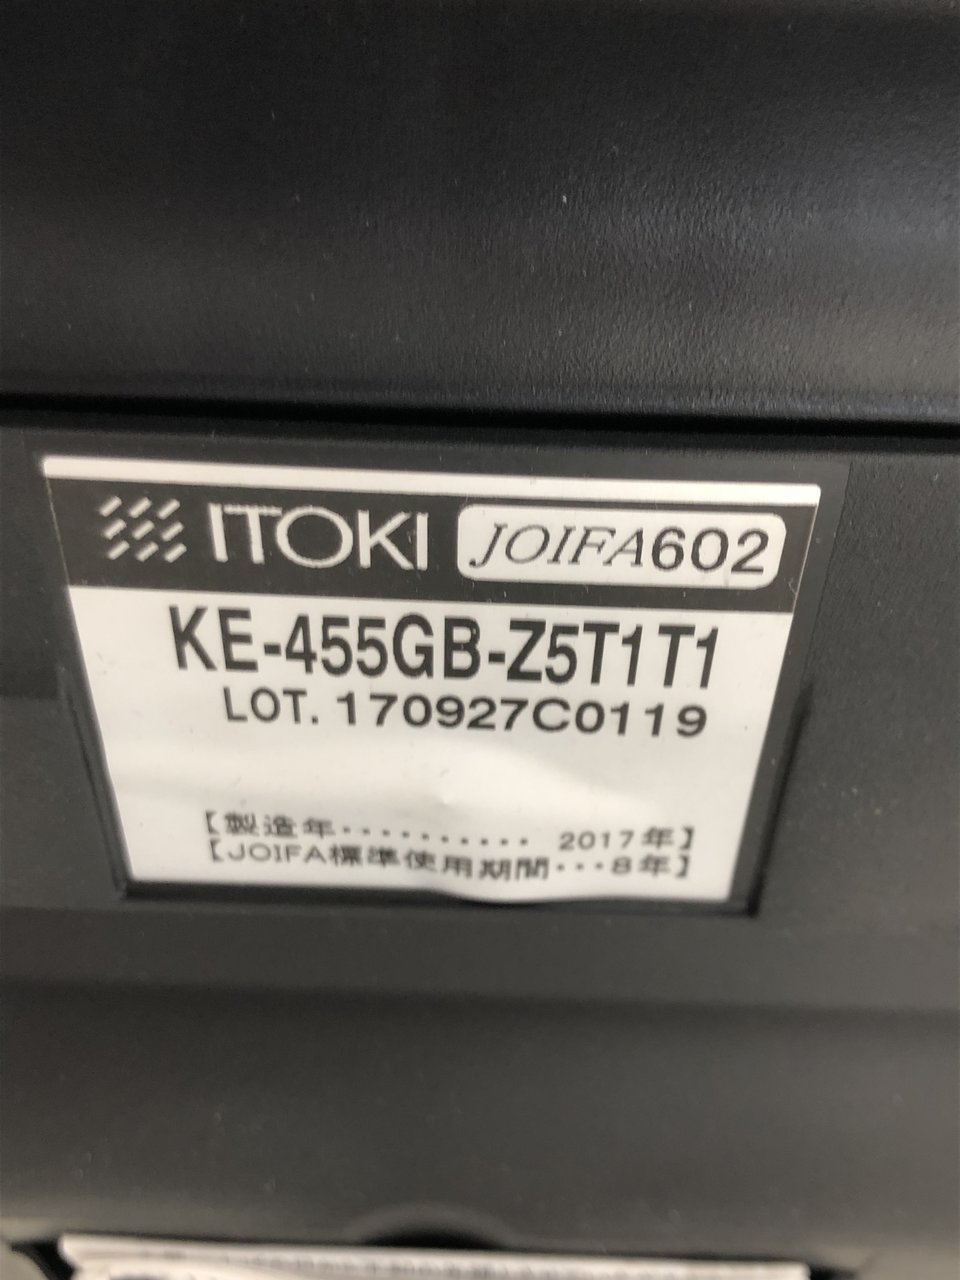 ITOKI JOIFA602
KE-455GB-Z5T1T1
LOT. 170927C0119
【製造年・・・・・・・・・・ 2017年】
【JOIFA標準使用期間・・・8年】